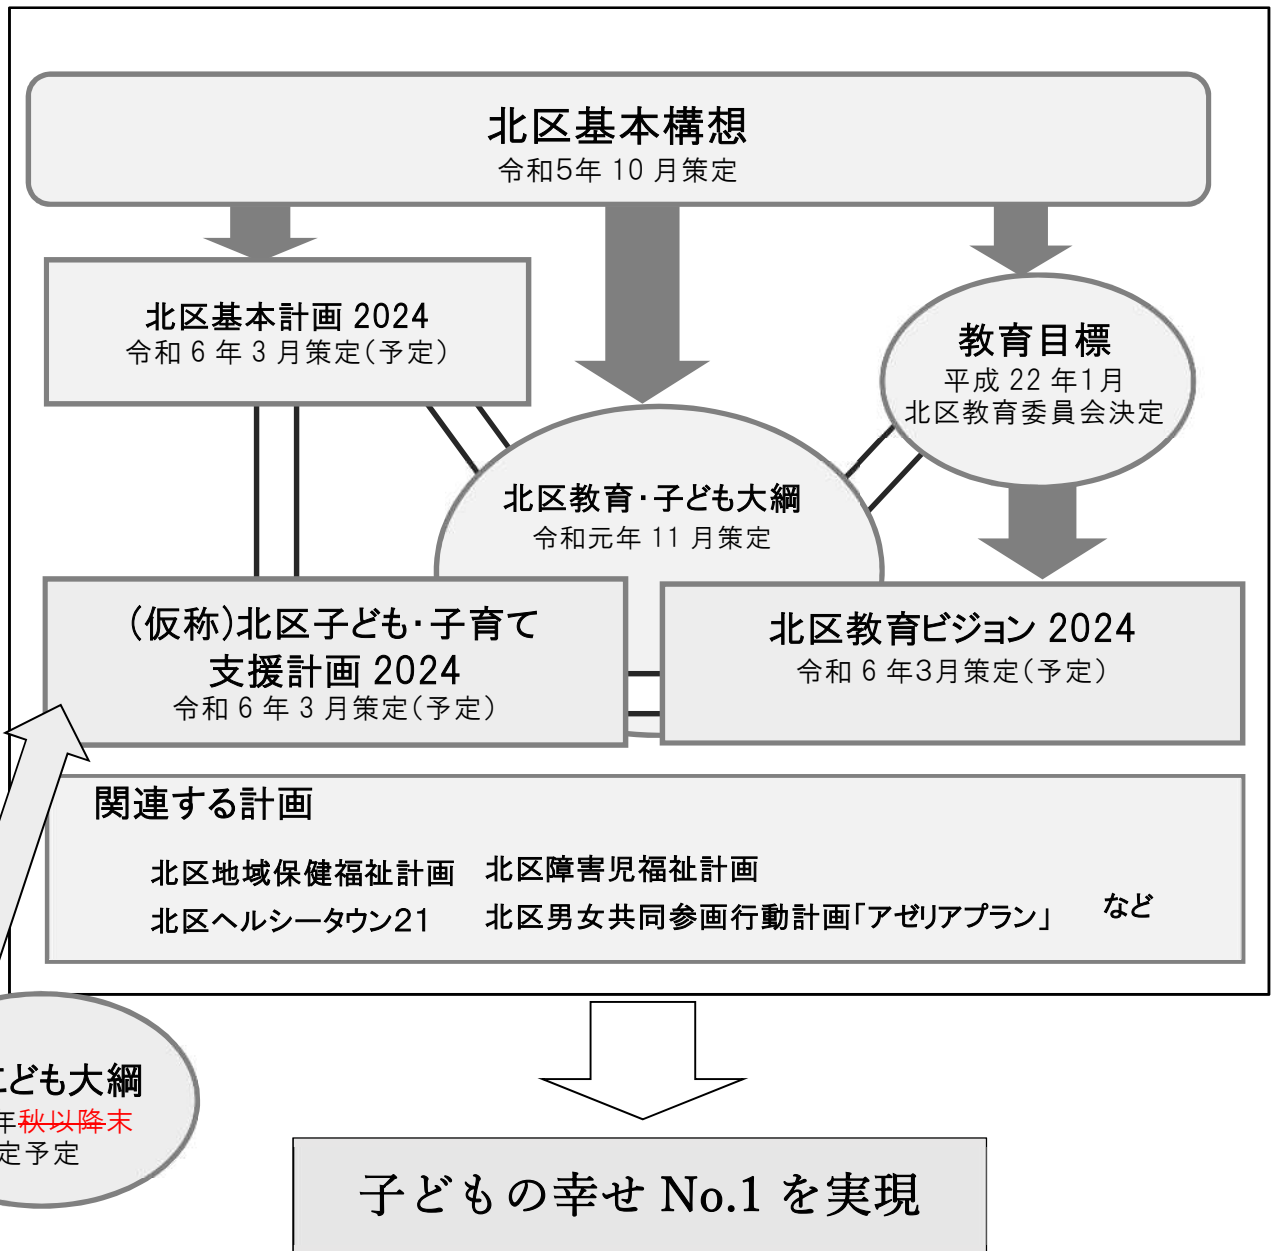 北区基本構想
令和5年 10 月策定
北区基本計画 2024
令和 6 年 3 月策定(予定)
教育目標
平成 22 年1月
北区教育委員会決定
北区教育・子ども大綱
令和元年 11 月策定
(仮称)北区子ども・子育て
支援計画 2024
令和 6 年 3 月策定(予定)
北区教育ビジョン 2024
令和 6 年3月策定(予定)
関連する計画
北区地域保健福祉計画 北区障害児福祉計画
北区ヘルシータウン21 北区男女共同参画行動計画「アゼリアプラン」 など
こども大綱
年秋以降末
定予定
子どもの幸せ No.1 を実現